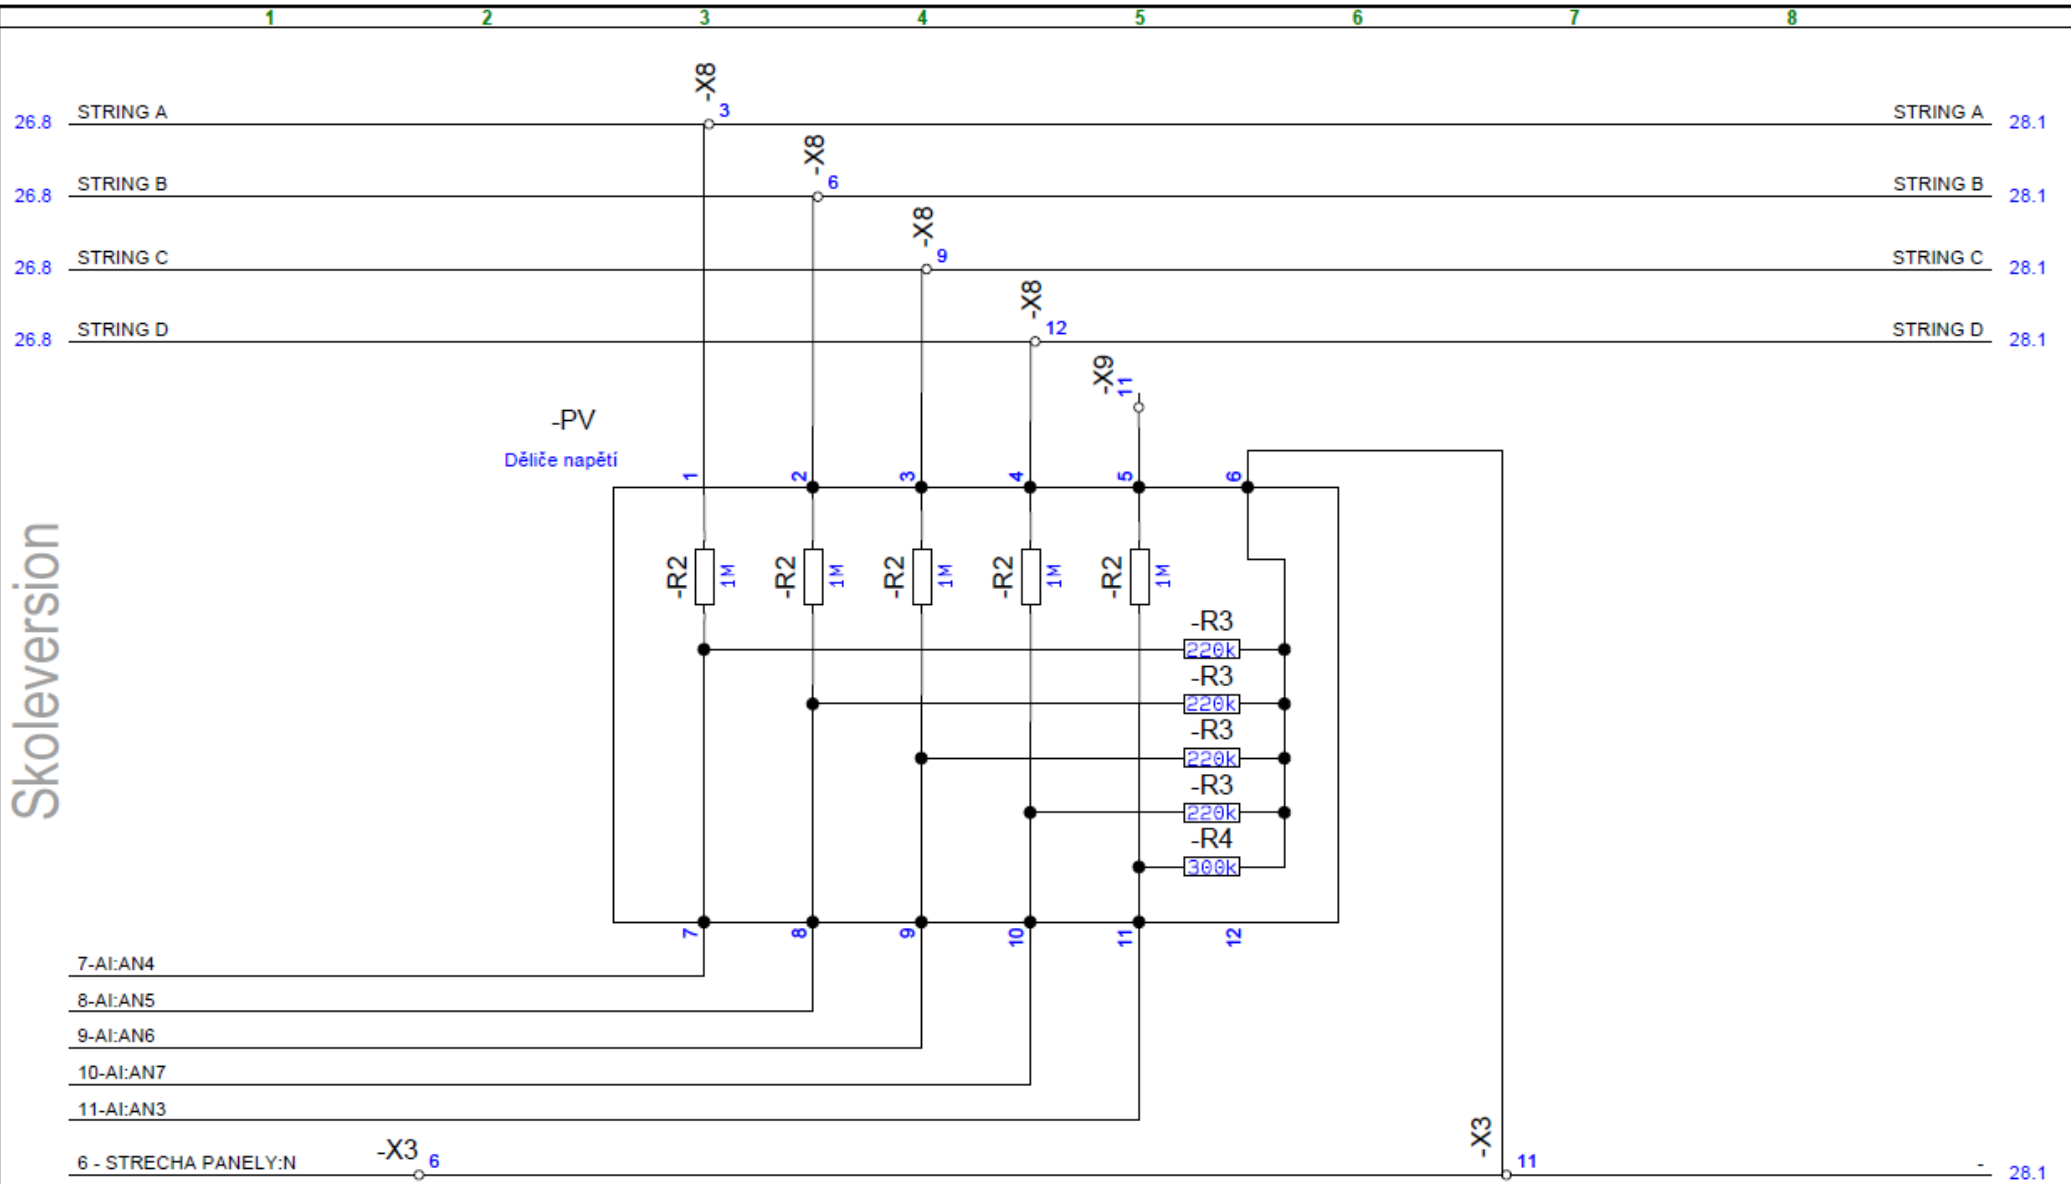 1 2 3 4 5 6 7 8
-X8
3
26.8 STRING A STRING A 28.1
-X8
6
26.8 STRING B STRING B 28.1
-X8
9
26.8 STRING C STRING C 28.1
-X8
12
26.8 STRING D STRING D 28.1
-X9
11
-PV
Děliče napětí
1 2 3 4 5 6
-R2 1M -R2 1M -R2 1M -R2 1M -R2 1M
-R3
220k
-R3
220k
-R3
220k
-R3
220k
-R4
300k
Skoleversion
7 8 9 10 11 12
7-AI:AN4
8-AI:AN5
9-AI:AN6
10-AI:AN7
11-AI:AN3
6 - STRECHA PANELY:N -X3 6 -X3 11 - 28.1